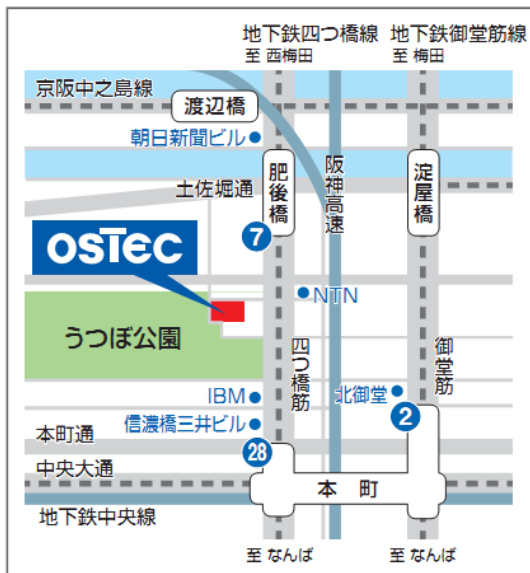 地下鉄四つ橋線
至 西梅田
地下鉄御堂筋線
至 梅田
京阪中之島線
渡辺橋
朝日新聞ビル
肥後橋
阪神高速
淀屋橋
土佐堀通
7
OSTEC
NTN
うつぼ公園
四つ橋筋
御堂筋
IBM
北御堂
信濃橋三井ビル
2
本町通
28
中央大通
本町
地下鉄中央線
至 なんば
至 なんば